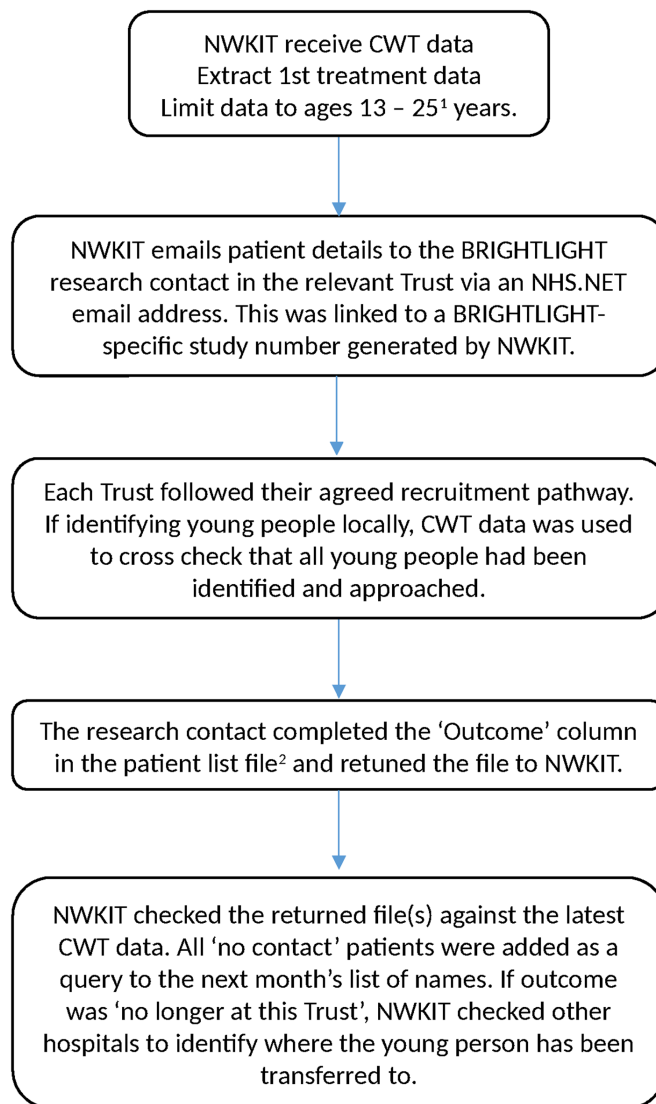 NWKIT receive CWT data
Extract 1st treatment data
Limit data to ages 13 – 25¹ years.
NWKIT emails patient details to the BRIGHTLIGHT
research contact in the relevant Trust via an NHS.NET
email address. This was linked to a BRIGHTLIGHT-
specific study number generated by NWKIT.
Each Trust followed their agreed recruitment pathway.
If identifying young people locally, CWT data was used
to cross check that all young people had been
identified and approached.
The research contact completed the ‘Outcome’ column
in the patient list file² and retuned the file to NWKIT.
NWKIT checked the returned file(s) against the latest
CWT data. All ‘no contact’ patients were added as a
query to the next month’s list of names. If outcome
was ‘no longer at this Trust’, NWKIT checked other
hospitals to identify where the young person has been
transferred to.